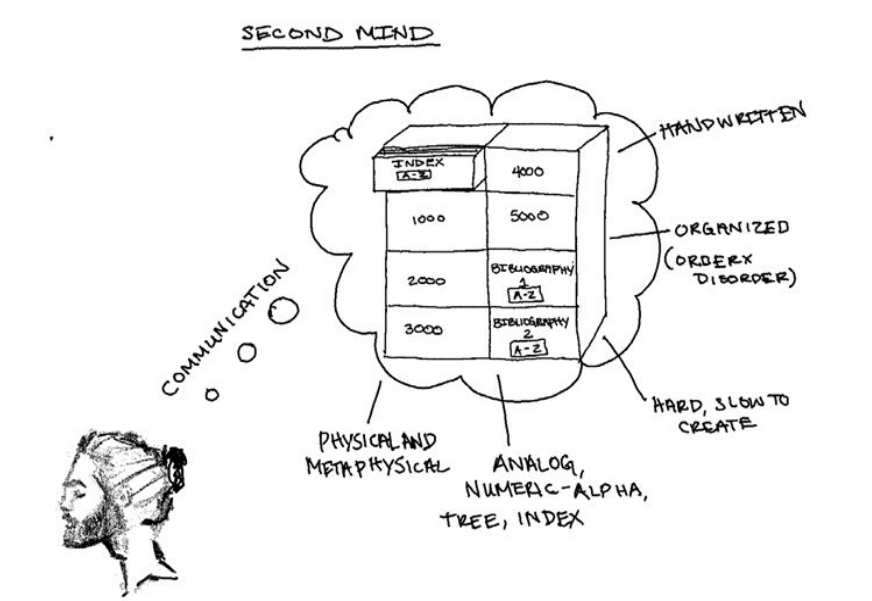 SECOND MIND
HANDWRITTEN
INDEX
A-Z
4000
1000
5000
ORGANIZED
(ORDER X
DISORDER)
2000
BIBLIOGRAPHY
1
A-Z
3000
BIBLIOGRAPHY
2
A-Z
COMMUNICATION
HARD, SLOW TO
CREATE
PHYSICAL AND
METAPHYSICAL
ANALOG,
NUMERIC-ALPHA,
TREE, INDEX